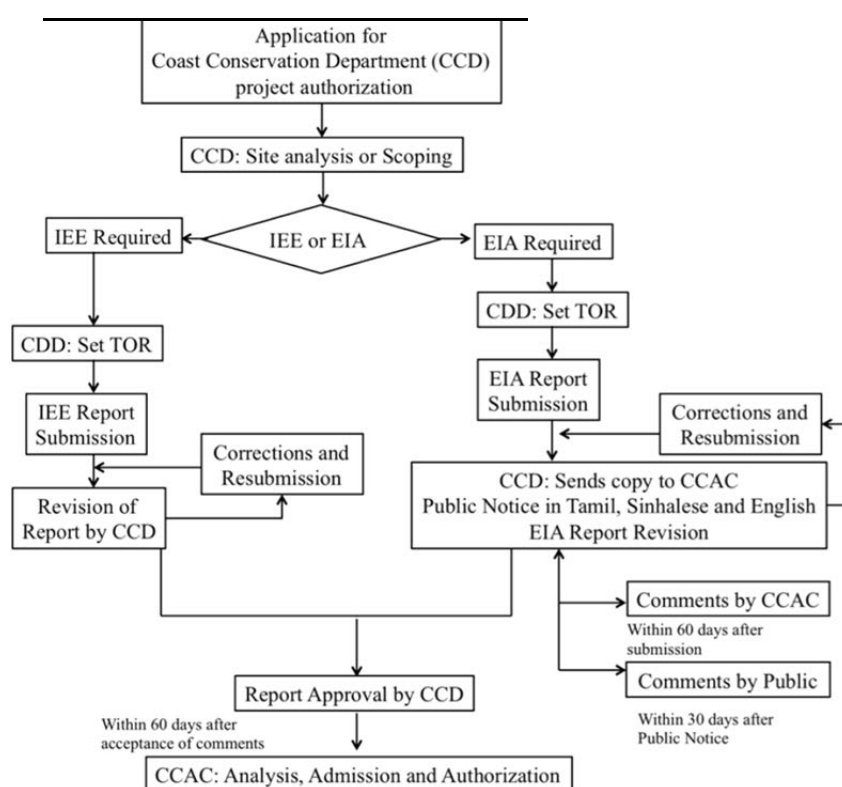 Application for
Coast Conservation Department (CCD)
project authorization
CCD: Site analysis or Scoping
IEE Required
IEE or EIA
EIA Required
CDD: Set TOR
CDD: Set TOR
IEE Report
Submission
EIA Report
Submission
Corrections and
Resubmission
Corrections and
Resubmission
Revision of
Report by CCD
CCD: Sends copy to CCAC
Public Notice in Tamil, Sinhalese and English
EIA Report Revision
Comments by CCAC
Within 60 days after
submission
Comments by Public
Within 30 days after
Public Notice
Report Approval by CCD
Within 60 days after
acceptance of comments
CCAC: Analysis, Admission and Authorization